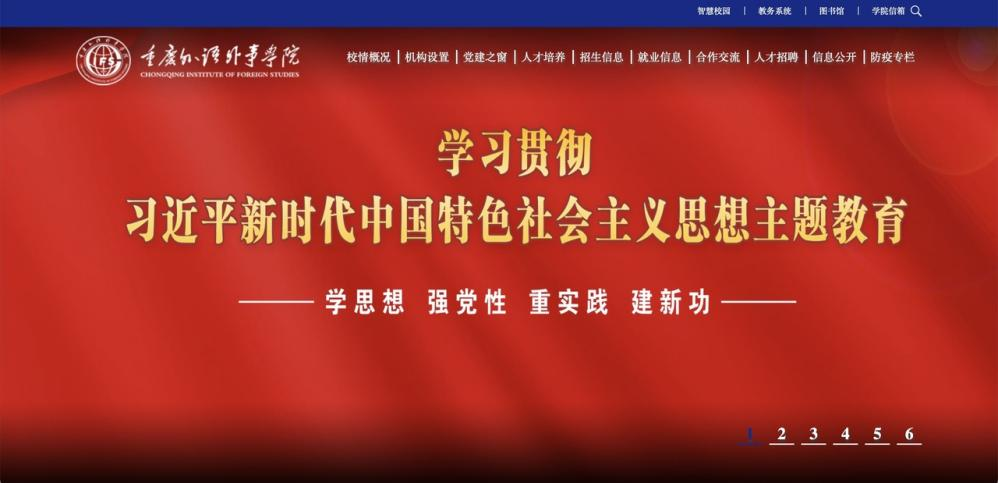 智慧校园 | 教务系统 | 图书馆 | 学院信箱
重庆外语外事学院
CHONGQING INSTITUTE OF FOREIGN STUDIES
校情概况 | 机构设置 | 党建之窗 | 人才培养 | 招生信息 | 就业信息 | 合作交流 | 人才招聘 | 信息公开 | 防疫专栏
学习贯彻
习近平新时代中国特色社会主义思想主题教育
学思想 强党性 重实践 建新功
1 2 3 4 5 6